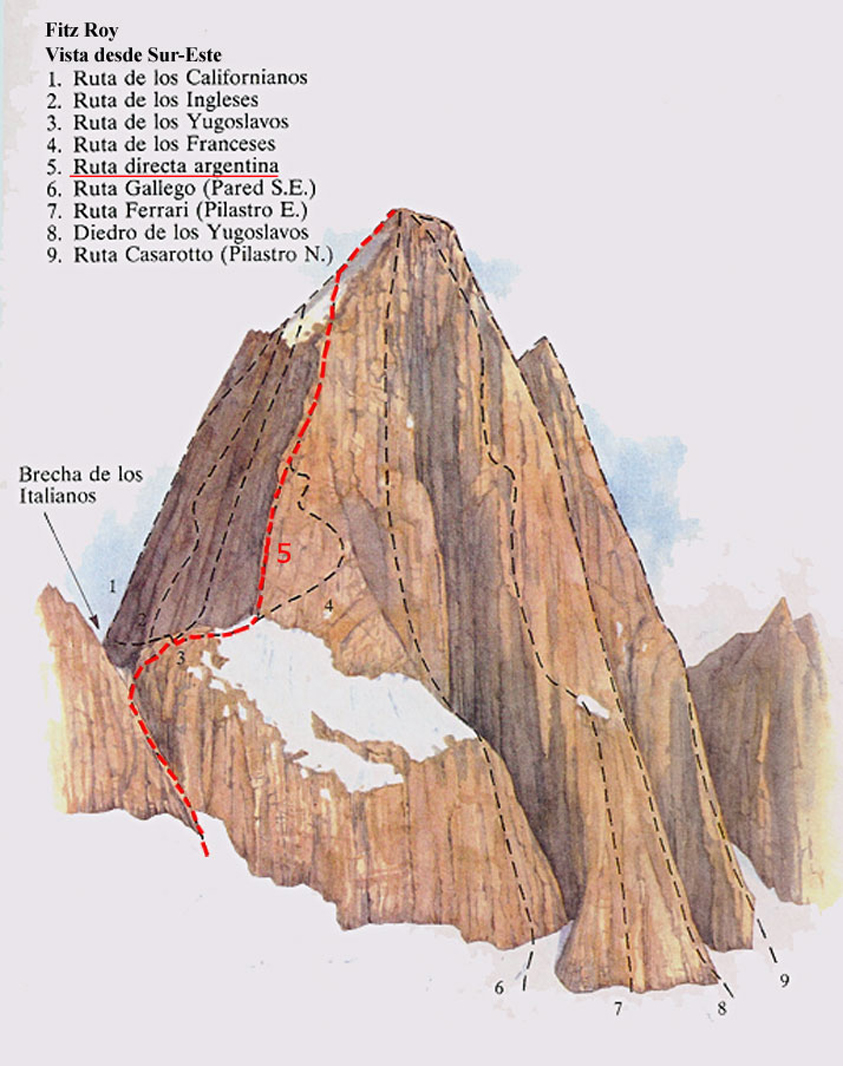 Fitz Roy
Vista desde Sur-Este
1. Ruta de los Californianos
2. Ruta de los Ingleses
3. Ruta de los Yugoslavos
4. Ruta de los Franceses
5. Ruta directa argentina
6. Ruta Gallego (Pared S.E.)
7. Ruta Ferrari (Pilastro E.)
8. Diedro de los Yugoslavos
9. Ruta Casarotto (Pilastro N.)
Brecha de los
Italianos
1
2
3
4
5
6
7
8
9